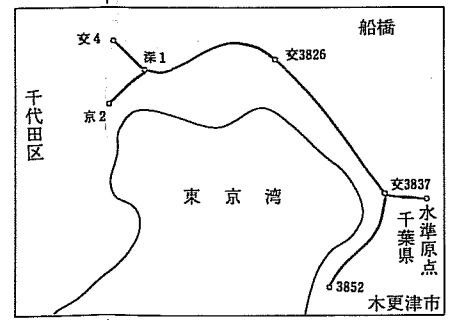 船橋
交4
深1
交3826
京2
千代田区
東京湾
交3837
水準原点
千葉県
3852
木更津市